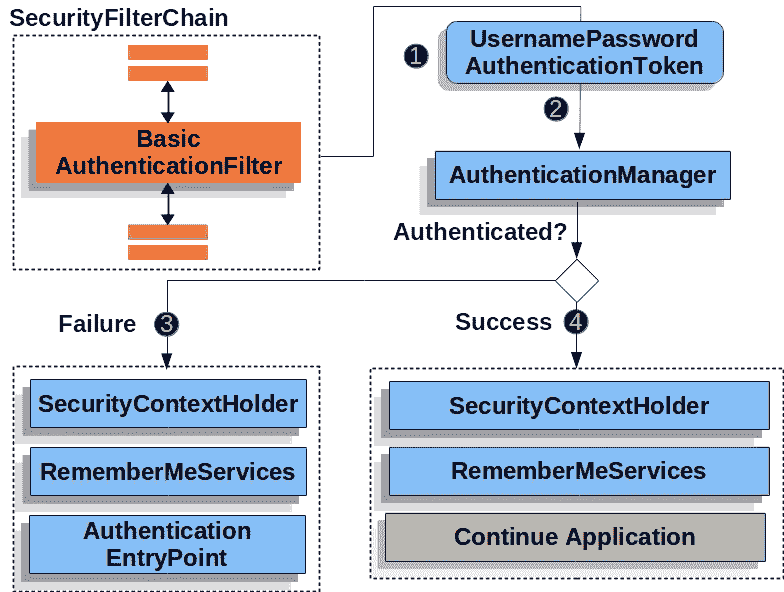 SecurityFilterChain
Basic
AuthenticationFilter
1
UsernamePassword
AuthenticationToken
2
AuthenticationManager
Authenticated?
Failure
3
Success
4
SecurityContextHolder
RememberMeServices
Authentication
EntryPoint
SecurityContextHolder
RememberMeServices
Continue Application